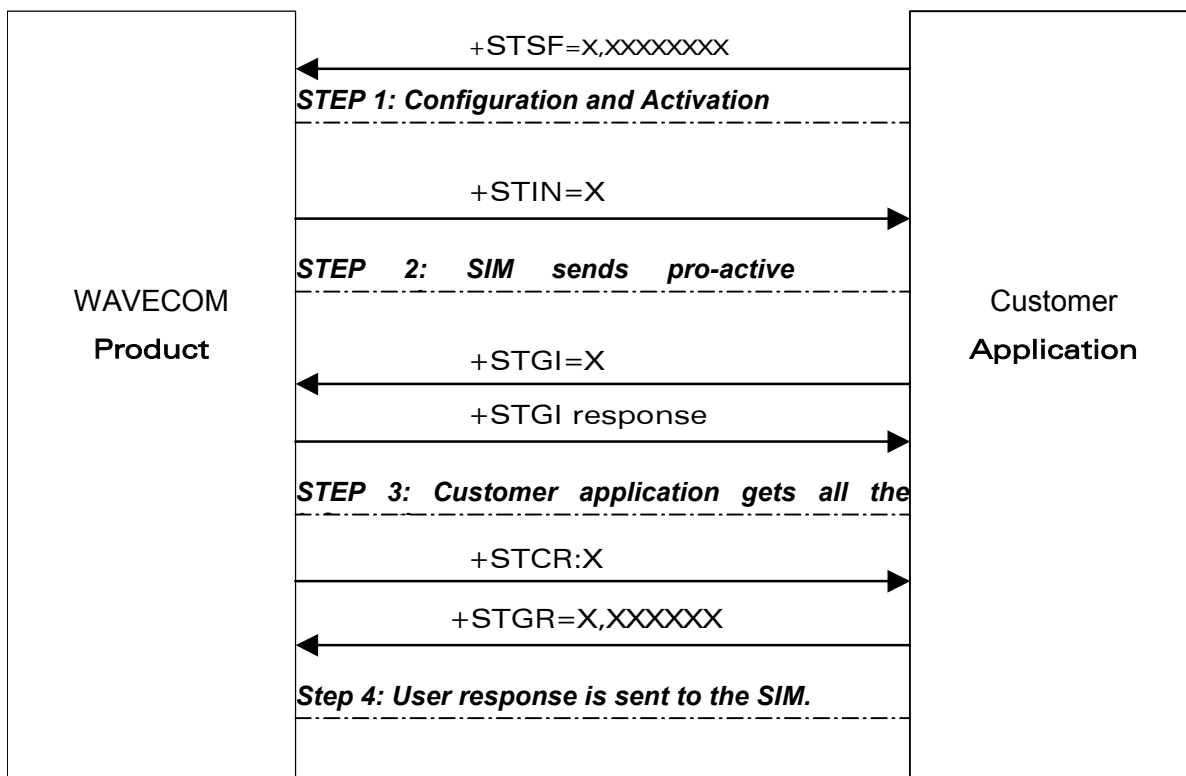 +STSF=X,XXXXXXXX
STEP 1: Configuration and Activation
+STIN=X
STEP 2: SIM sends pro-active
WAVECOM
Product
Customer
Application
+STGI=X
+STGI response
STEP 3: Customer application gets all the
+STCR:X
+STGR=X,XXXXXX
Step 4: User response is sent to the SIM.